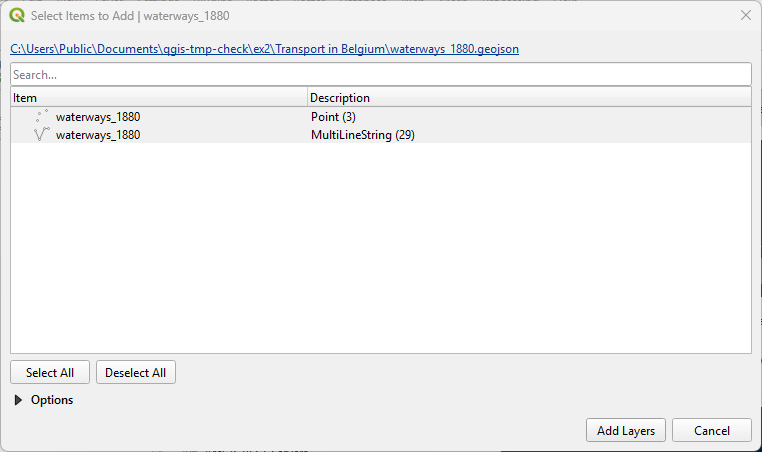 Select Items to Add | waterways_1880
C:\Users\Public\Documents\qgis-tmp-check\ex2\Transport in Belgium\waterways_1880.geojson
Search...
Item Description
waterways_1880 Point (3)
waterways_1880 MultiLineString (29)
Select All Deselect All
Options
Add Layers Cancel